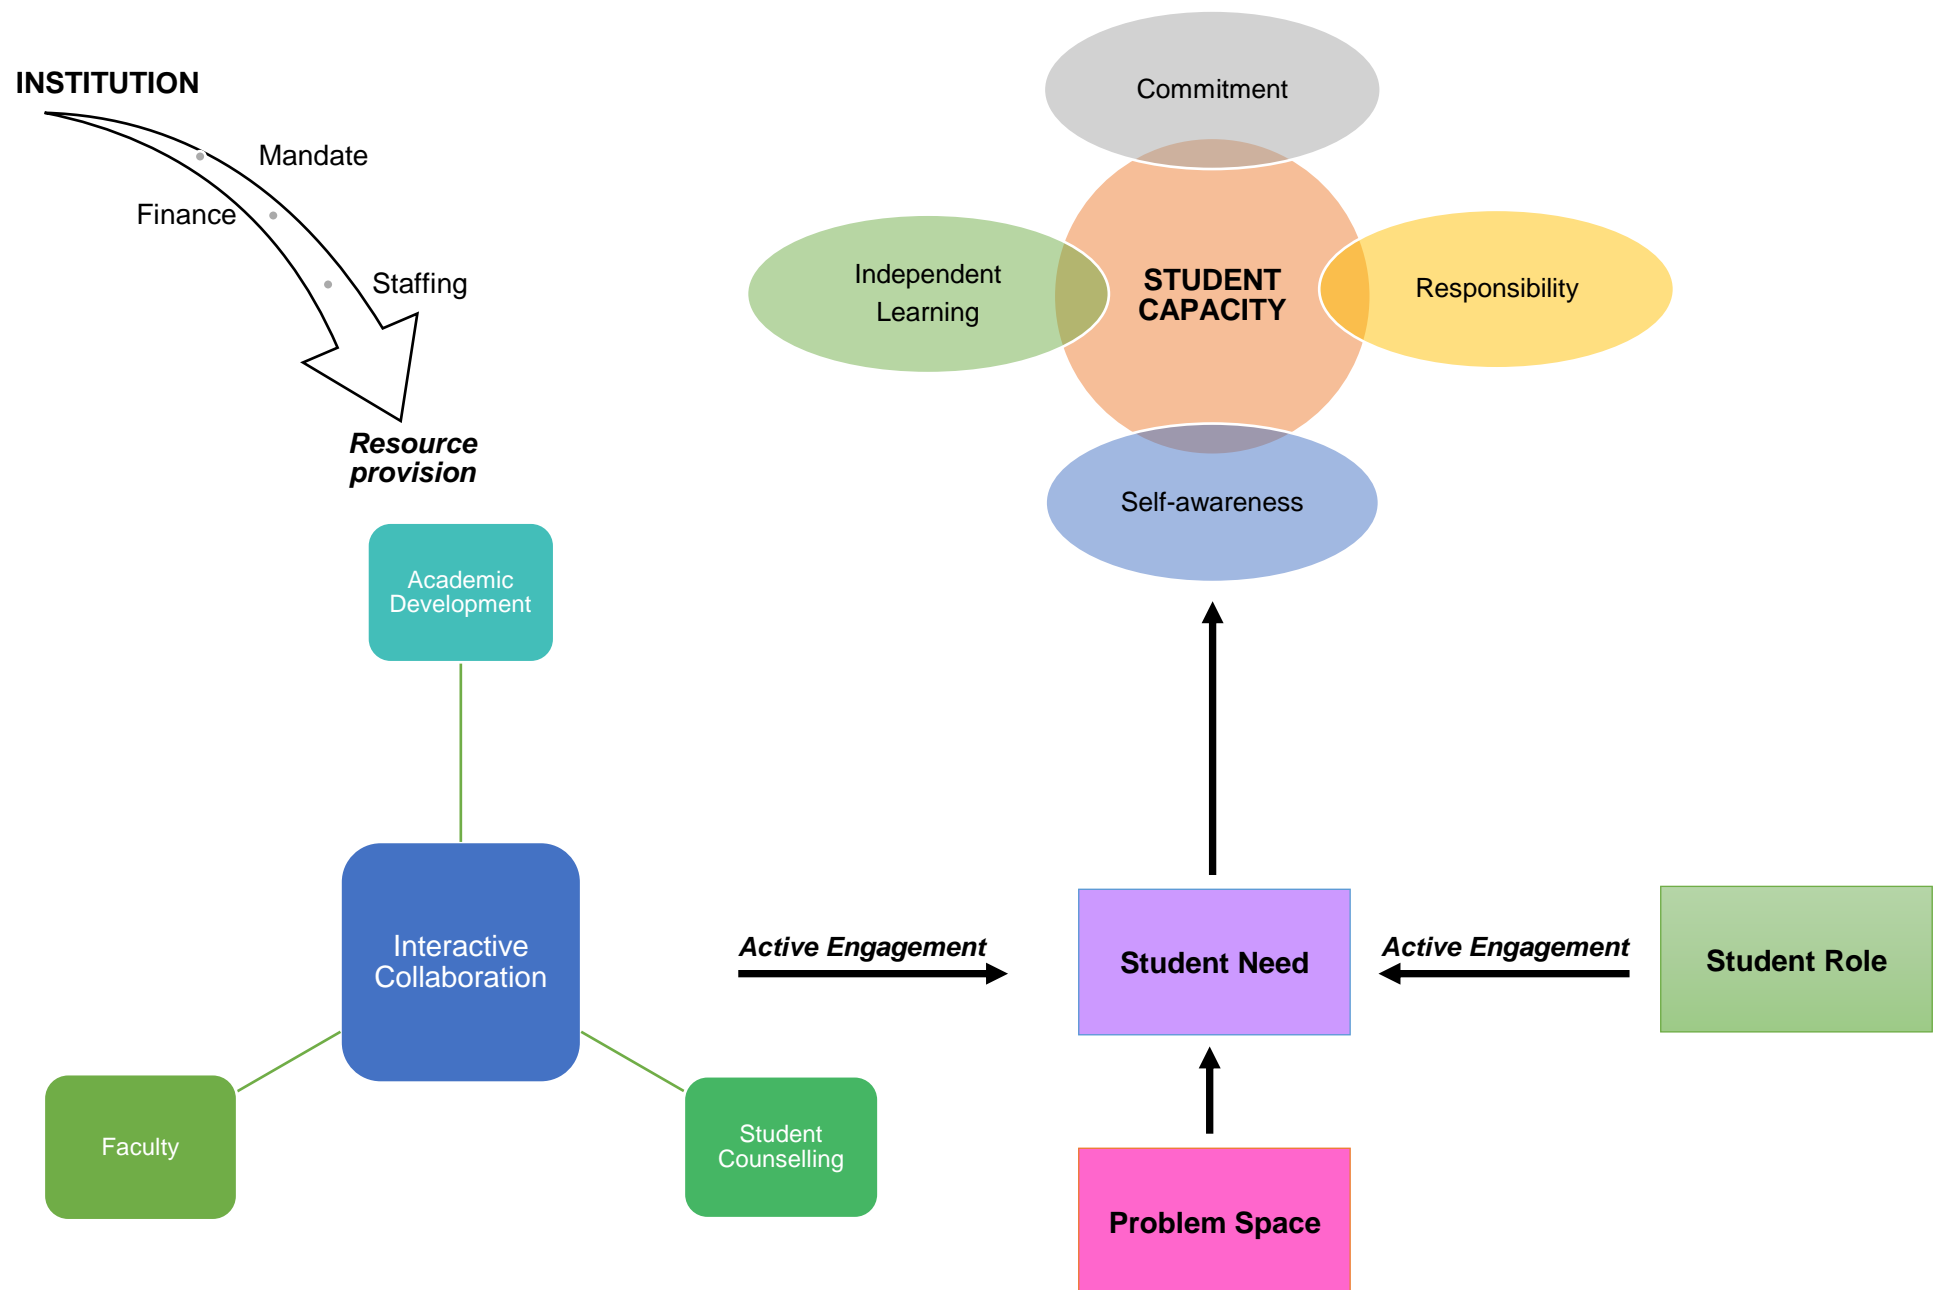 INSTITUTION
Mandate
Finance
Staffing
Resource
provision
Academic
Development
Interactive
Collaboration
Faculty
Student
Counselling
Commitment
Independent
Learning
STUDENT
CAPACITY
Responsibility
Self-awareness
Active Engagement
Student Need
Active Engagement
Student Role
Problem Space